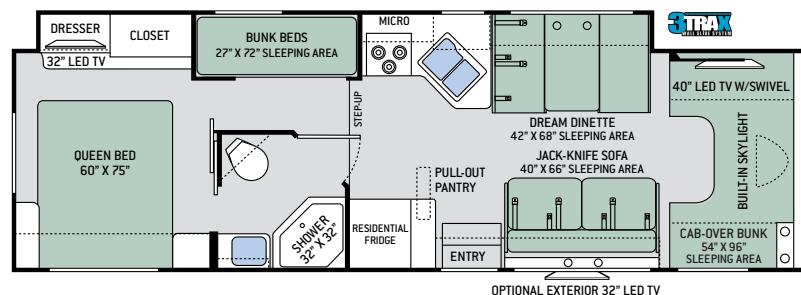 3TRAX
WALL SLIDE SYSTEM
DRESSER
CLOSET
32" LED TV
BUNK BEDS
27" X 72" SLEEPING AREA
MICRO
40" LED TV W/SWIVEL
STEP-UP
DREAM DINETTE
42" X 68" SLEEPING AREA
JACK-KNIFE SOFA
40" X 66" SLEEPING AREA
QUEEN BED
60" X 75"
PULL-OUT
PANTRY
BUILT-IN SKYLIGHT
SHOWER
32" X 32"
RESIDENTIAL
FRIDGE
ENTRY
CAB-OVER BUNK
54" X 96"
SLEEPING AREA
OPTIONAL EXTERIOR 32" LED TV